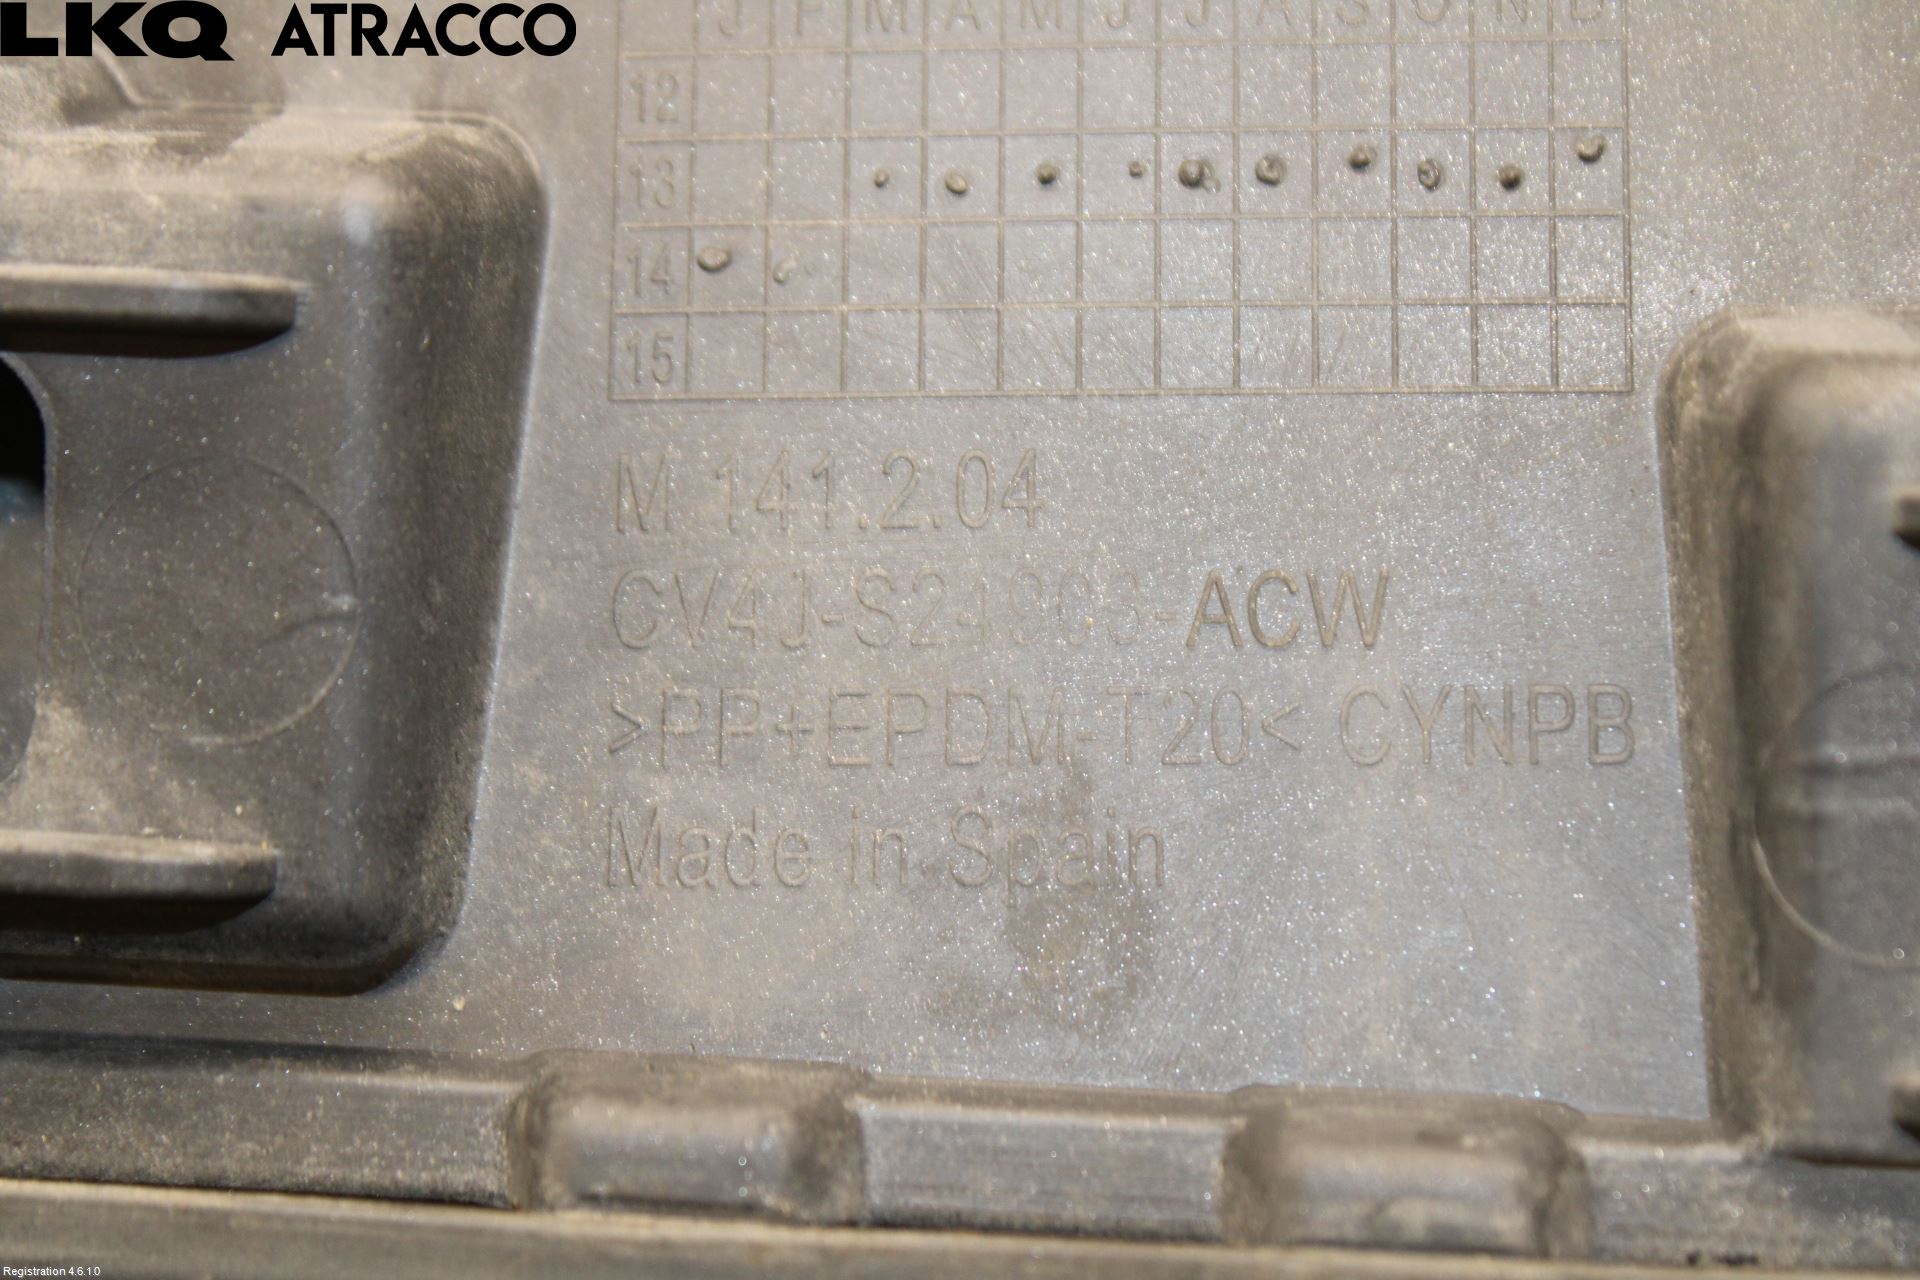 LKQ ATRACCO
J F M A M J J A S O N D
12
13
14
15
M 141.2.04
CV4J-S24903-ACW
>PP+EPDM-T20< CYNPB
Made in Spain
Registration 4.6.1.0